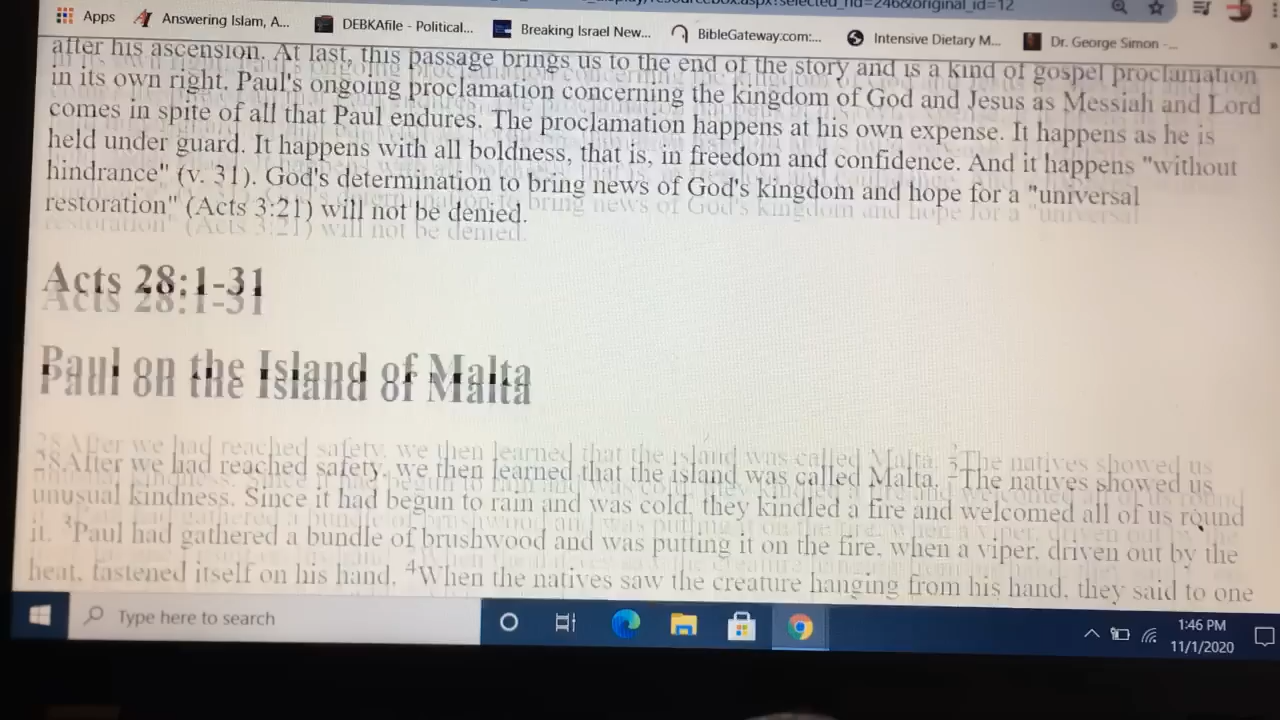 _display/resourcebox.aspx?selected_rid=246&original_id=12
Apps Answering Islam, A... DEBKAfile - Political... Breaking Israel New... BibleGateway.com:... Intensive Dietary M... Dr. George Simon -... »
after his ascension. At last, this passage brings us to the end of the story and is a kind of gospel proclamation
in its own right. Paul's ongoing proclamation concerning the kingdom of God and Jesus as Messiah and Lord
comes in spite of all that Paul endures. The proclamation happens at his own expense. It happens as he is
held under guard. It happens with all boldness, that is, in freedom and confidence. And it happens "without
hindrance" (v. 31). God's determination to bring news of God's kingdom and hope for a "universal
restoration" (Acts 3:21) will not be denied.
Acts 28:1-31
Paul on the Island of Malta
28After we had reached safety, we then learned that the island was called Malta. 2The natives showed us
unusual kindness. Since it had begun to rain and was cold, they kindled a fire and welcomed all of us round
it. 3Paul had gathered a bundle of brushwood and was putting it on the fire, when a viper, driven out by the
heat, fastened itself on his hand. 4When the natives saw the creature hanging from his hand, they said to one
Type here to search
1:46 PM
11/1/2020